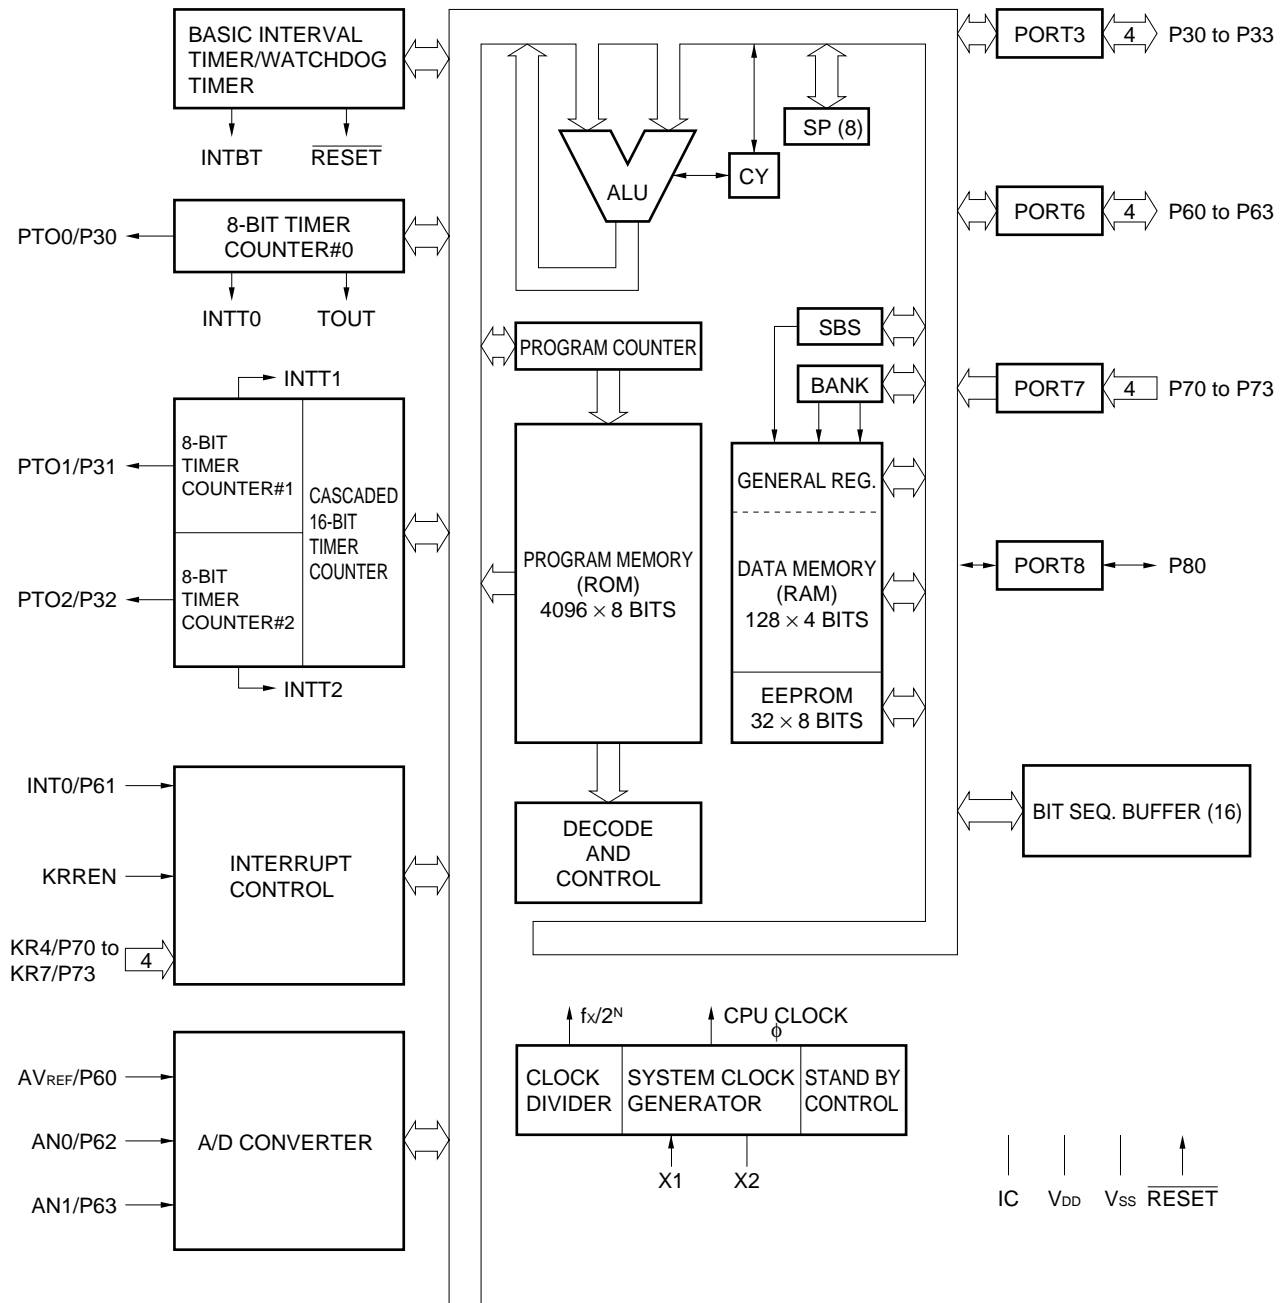 BASIC INTERVAL
TIMER/WATCHDOG
TIMER
INTBT
RESET
8-BIT TIMER
COUNTER#0
PTO0/P30
INTT0
TOUT
INTT1
8-BIT
TIMER
COUNTER#1
PTO1/P31
CASCADED
16-BIT
TIMER
COUNTER
8-BIT
TIMER
COUNTER#2
PTO2/P32
INTT2
INT0/P61
KRREN
KR4/P70 to
KR7/P73
4
INTERRUPT
CONTROL
AVREF/P60
AN0/P62
AN1/P63
A/D CONVERTER
ALU
CY
SP (8)
PROGRAM COUNTER
PROGRAM MEMORY
(ROM)
4096 × 8 BITS
DECODE
AND
CONTROL
SBS
BANK
GENERAL REG.
DATA MEMORY
(RAM)
128 × 4 BITS
EEPROM
32 × 8 BITS
fX/2N
CPU CLOCK
ϕ
CLOCK
DIVIDER
SYSTEM CLOCK
GENERATOR
STAND BY
CONTROL
X1
X2
PORT3
4
P30 to P33
PORT6
4
P60 to P63
PORT7
4
P70 to P73
PORT8
P80
BIT SEQ. BUFFER (16)
IC
VDD
VSS
RESET